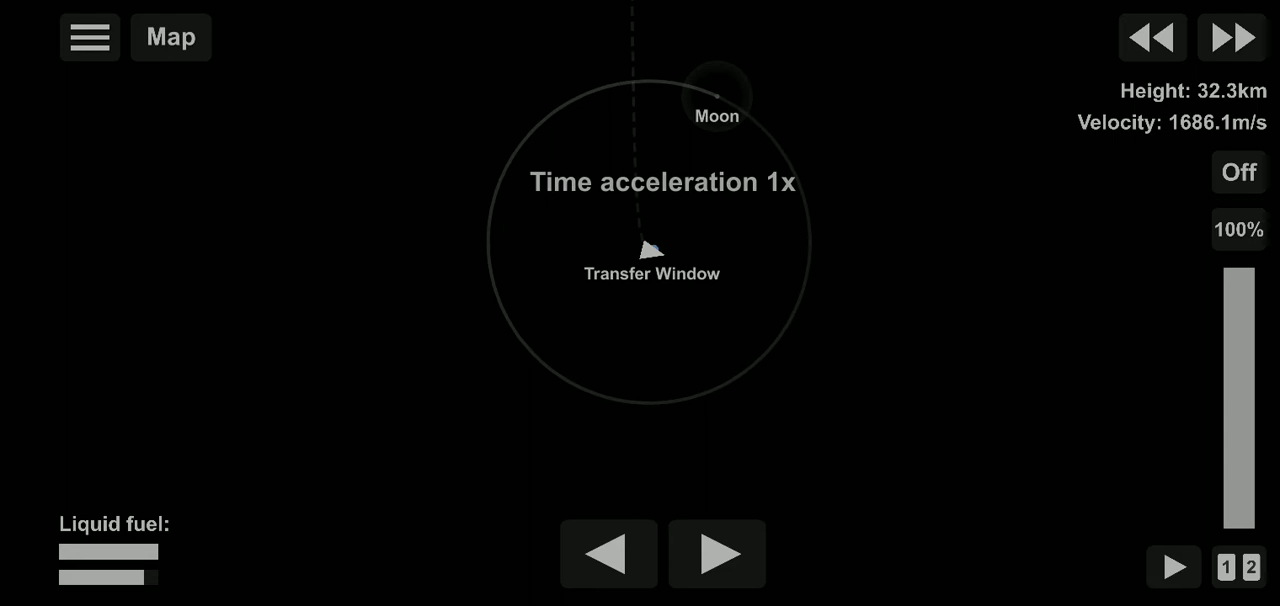 Map
Height: 32.3km
Velocity: 1686.1m/s
Moon
Off
Time acceleration 1x
100%
Transfer Window
Liquid fuel:
1 2